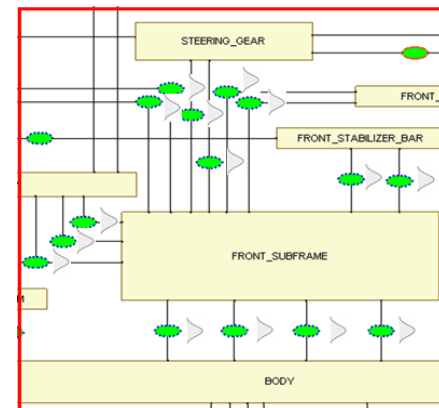 STEERING_GEAR
FRONT_
FRONT_STABILIZER_BAR
FRONT_SUBFRAME
M
BODY